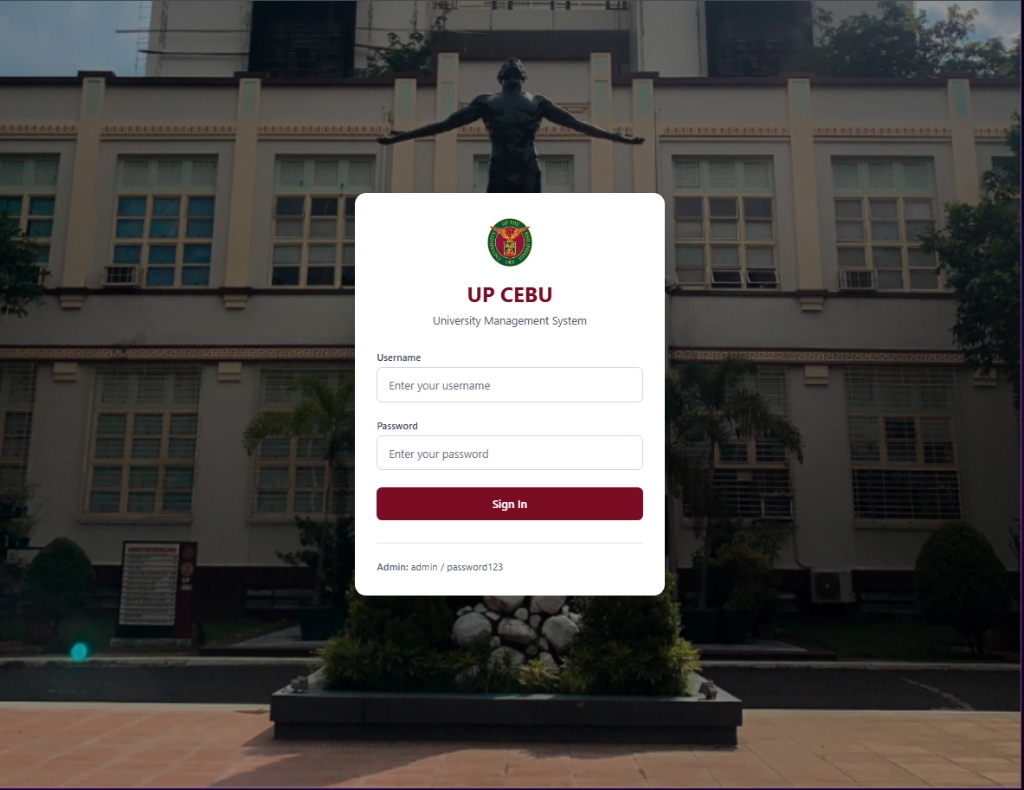 UP CEBU
University Management System
Username
Enter your username
Password
Enter your password
Sign In
Admin: admin / password123